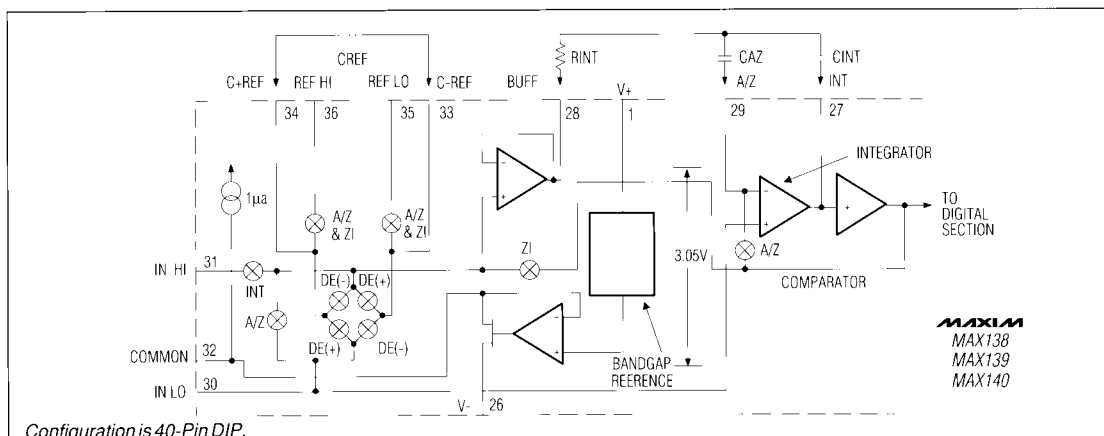 RINT
CREF
CAZ
CINT
C+REF
REF HI
REF LO
C-REF
BUFF
V+
A/Z
INT
34
36
35
33
28
1
29
27
INTEGRATOR
1µa
A/Z
& ZI
A/Z
& ZI
TO
DIGITAL
SECTION
ZI
3.05V
A/Z
IN HI
31
INT
DE(-)
DE(+)
COMPARATOR
A/Z
DE(+)
DE(-)
MAXIM
MAX138
MAX139
MAX140
COMMON
32
BANDGAP
REERENCE
IN LO
30
V-
26
Configuration is 40-Pin DIP.